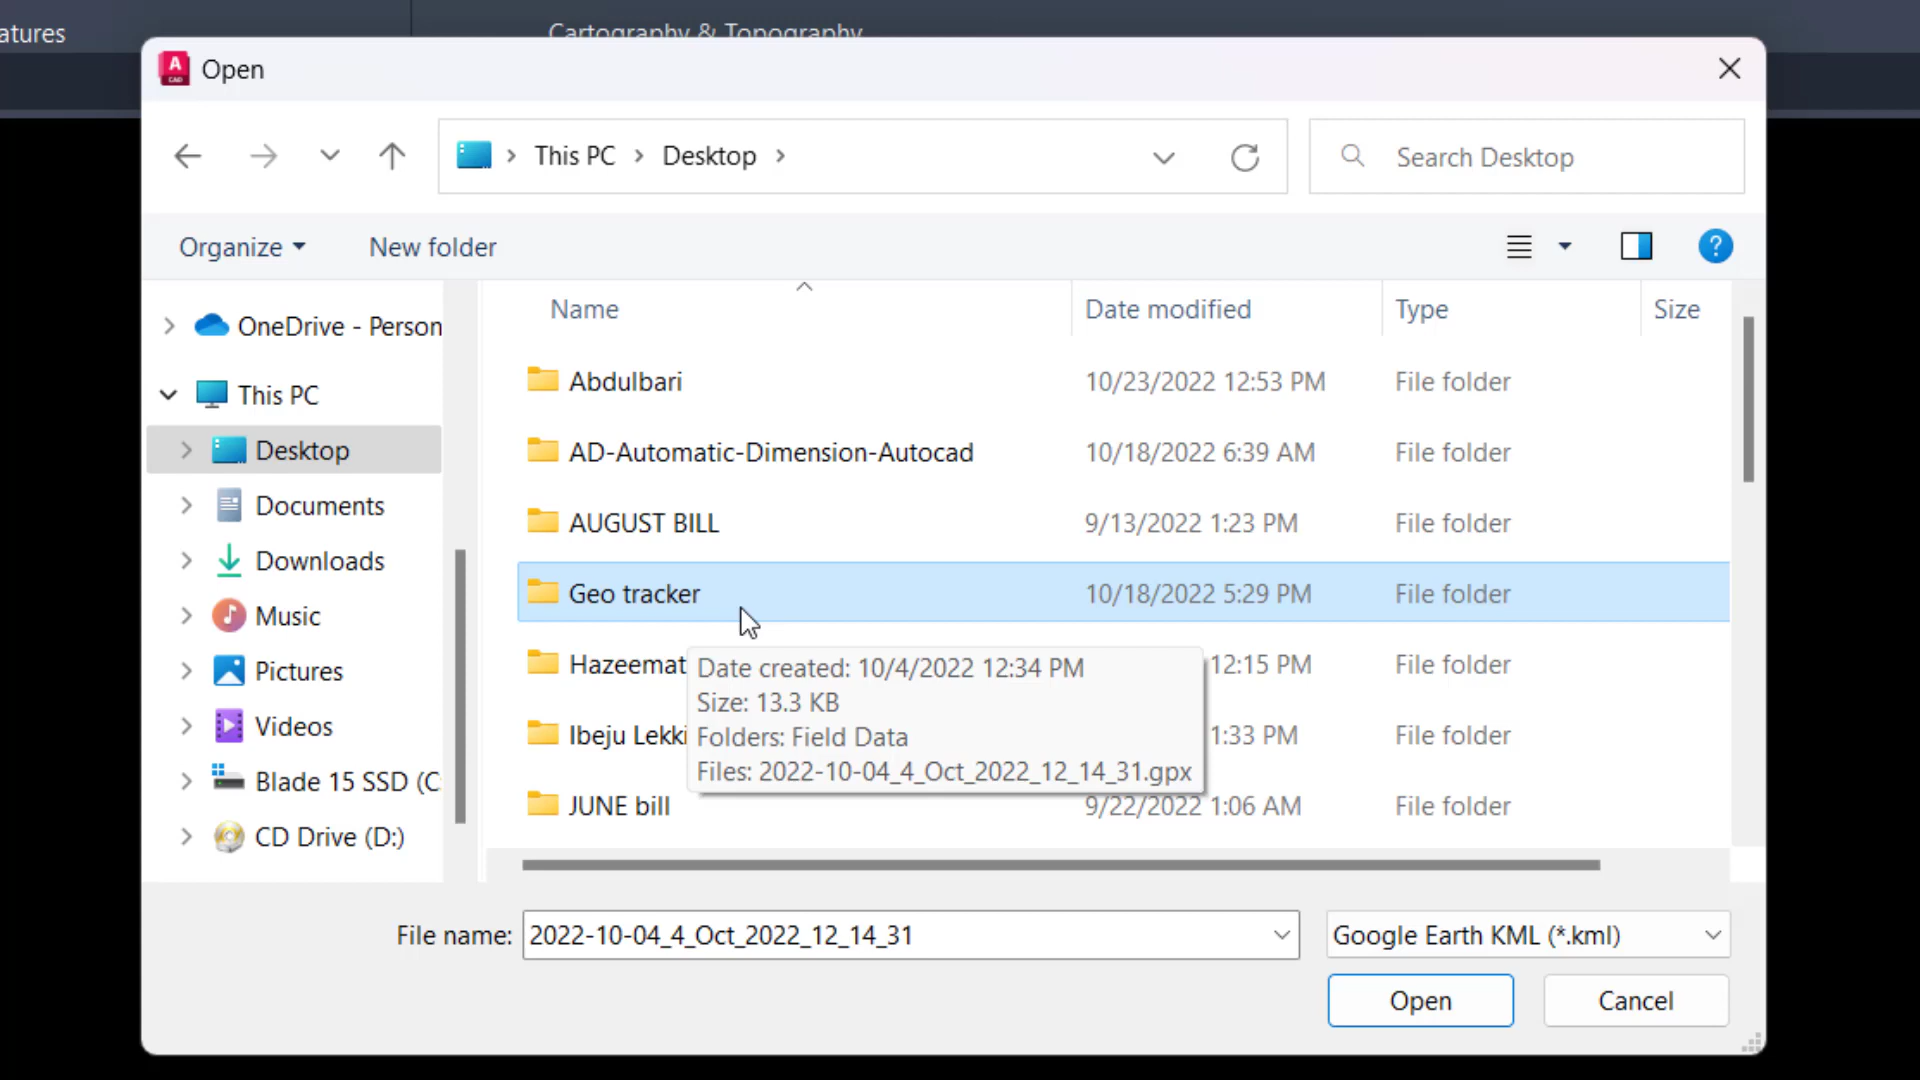 atures
Cartography & Topography
A
CAD
Open
This PC
Desktop
Search Desktop
Organize
New folder
?
Name
Date modified
Type
Size
OneDrive - Person
This PC
Desktop
Documents
Downloads
Music
Pictures
Videos
Blade 15 SSD (C:
CD Drive (D:)
Abdulbari 10/23/2022 12:53 PM File folder
AD-Automatic-Dimension-Autocad 10/18/2022 6:39 AM File folder
AUGUST BILL 9/13/2022 1:23 PM File folder
Geo tracker 10/18/2022 5:29 PM File folder
Hazeemat 12:15 PM File folder
Ibeju Lekki 1:33 PM File folder
JUNE bill 9/22/2022 1:06 AM File folder
Date created: 10/4/2022 12:34 PM
Size: 13.3 KB
Folders: Field Data
Files: 2022-10-04_4_Oct_2022_12_14_31.gpx
File name: 2022-10-04_4_Oct_2022_12_14_31
Google Earth KML (*.kml)
Open
Cancel